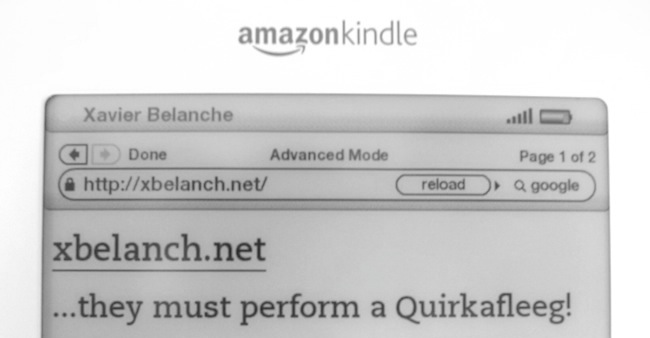 amazonkindle
Xavier Belanche
Done Advanced Mode Page 1 of 2
http://xbelanch.net/ reload google
xbelanch.net
...they must perform a Quirkafleeg!